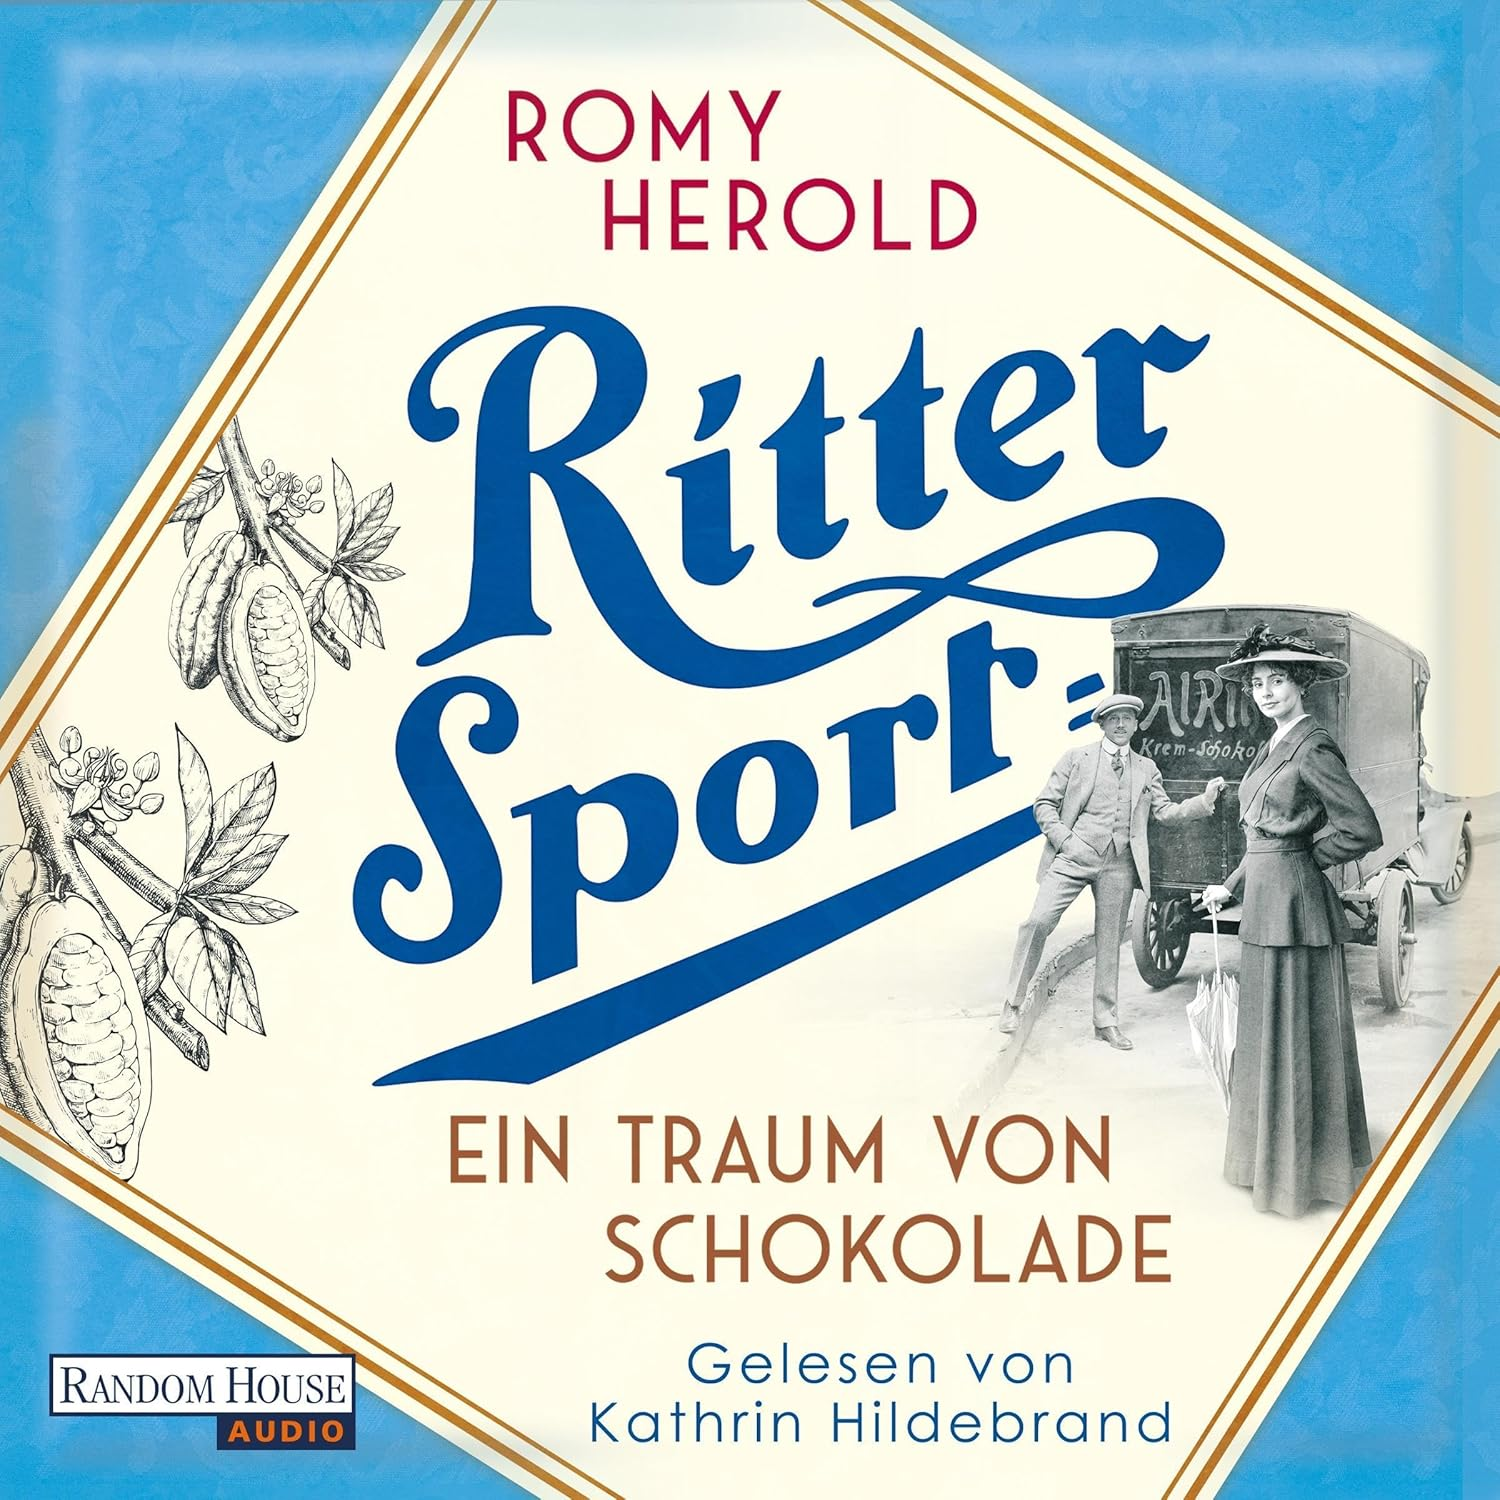 ROMY
HEROLD
Ritter
Sport
EIN TRAUM VON
SCHOKOLADE
Gelesen von
Kathrin Hildebrand
RANDOM HOUSE
AUDIO